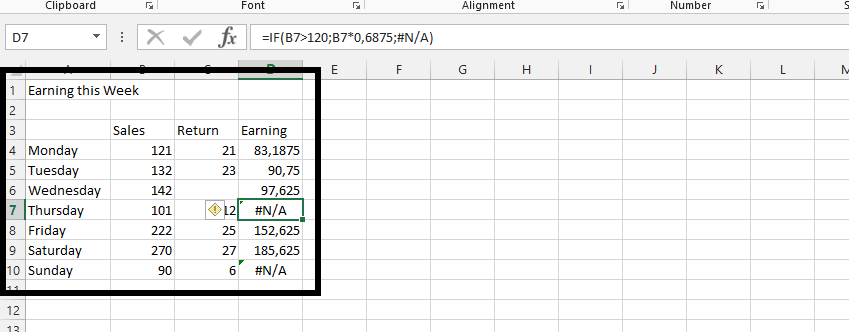 Clipboard Font Alignment Number
D7 fx =IF(B7>120;B7*0,6875;#N/A)
A B C D E F G H I J K L M
1 Earning this Week
2
3 Sales Return Earning
4 Monday 121 21 83,1875
5 Tuesday 132 23 90,75
6 Wednesday 142 97,625
7 Thursday 101 12 #N/A
8 Friday 222 25 152,625
9 Saturday 270 27 185,625
10 Sunday 90 6 #N/A
11
12
13